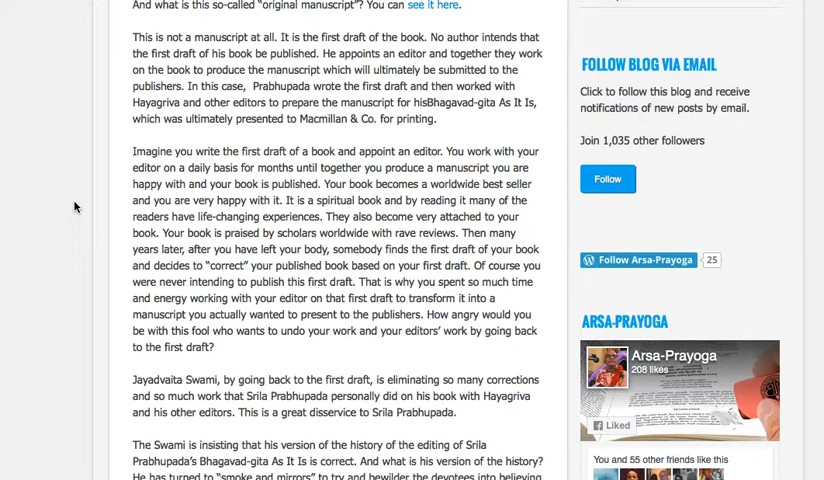 And what is this so-called “original manuscript”? You can see it here.
This is not a manuscript at all. It is the first draft of the book. No author intends that
the first draft of his book be published. He appoints an editor and together they work
on the book to produce the manuscript which will ultimately be submitted to the
publishers. In this case,  Prabhupada wrote the first draft and then worked with
Hayagriva and other editors to prepare the manuscript for hisBhagavad-gita As It Is,
which was ultimately presented to Macmillan & Co. for printing.
Imagine you write the first draft of a book and appoint an editor. You work with your
editor on a daily basis for months until together you produce a manuscript you are
happy with and your book is published. Your book becomes a worldwide best seller
and you are very happy with it. It is a spiritual book and by reading it many of the
readers have life-changing experiences. They also become very attached to your
book. Your book is praised by scholars worldwide with rave reviews. Then many
years later, after you have left your body, somebody finds the first draft of your book
and decides to “correct” your published book based on your first draft. Of course you
were never intending to publish this first draft. That is why you spent so much time
and energy working with your editor on that first draft to transform it into a
manuscript you actually wanted to present to the publishers. How angry would you
be with this fool who wants to undo your work and your editors’ work by going back
to the first draft?
Jayadvaita Swami, by going back to the first draft, is eliminating so many corrections
and so much work that Srila Prabhupada personally did on his book with Hayagriva
and his other editors. This is a great disservice to Srila Prabhupada.
The Swami is insisting that his version of the history of the editing of Srila
Prabhupada’s Bhagavad-gita As It Is is correct. And what is his version of the history?
He has turned to “smoke and mirrors” to try and bewilder the devotees into believing
FOLLOW BLOG VIA EMAIL
Click to follow this blog and receive
notifications of new posts by email.
Join 1,035 other followers
Follow
Follow Arsa-Prayoga 25
ARSA-PRAYOGA
Arsa-Prayoga
208 likes
Liked
You and 55 other friends like this